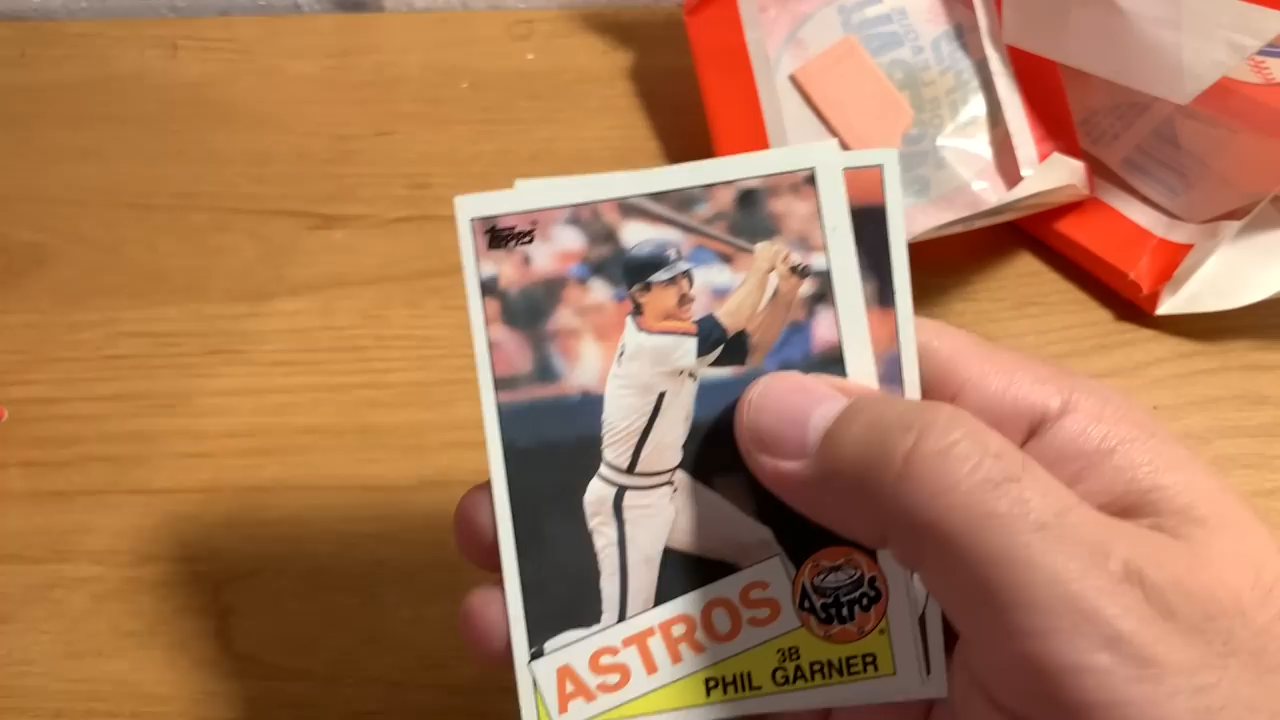 TOPPS
ASTROS
Astros
3B
PHIL GARNER